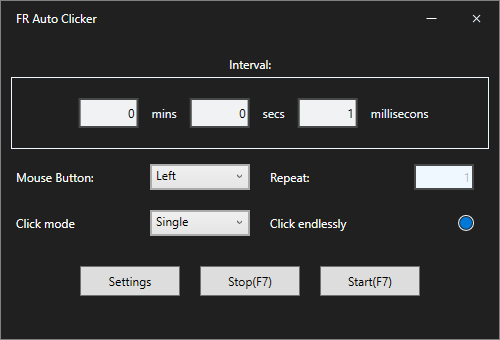 FR Auto Clicker
Interval:
0 mins 0 secs 1 millisecons
Mouse Button: Left Repeat: 1
Click mode Single Click endlessly
Settings Stop(F7) Start(F7)